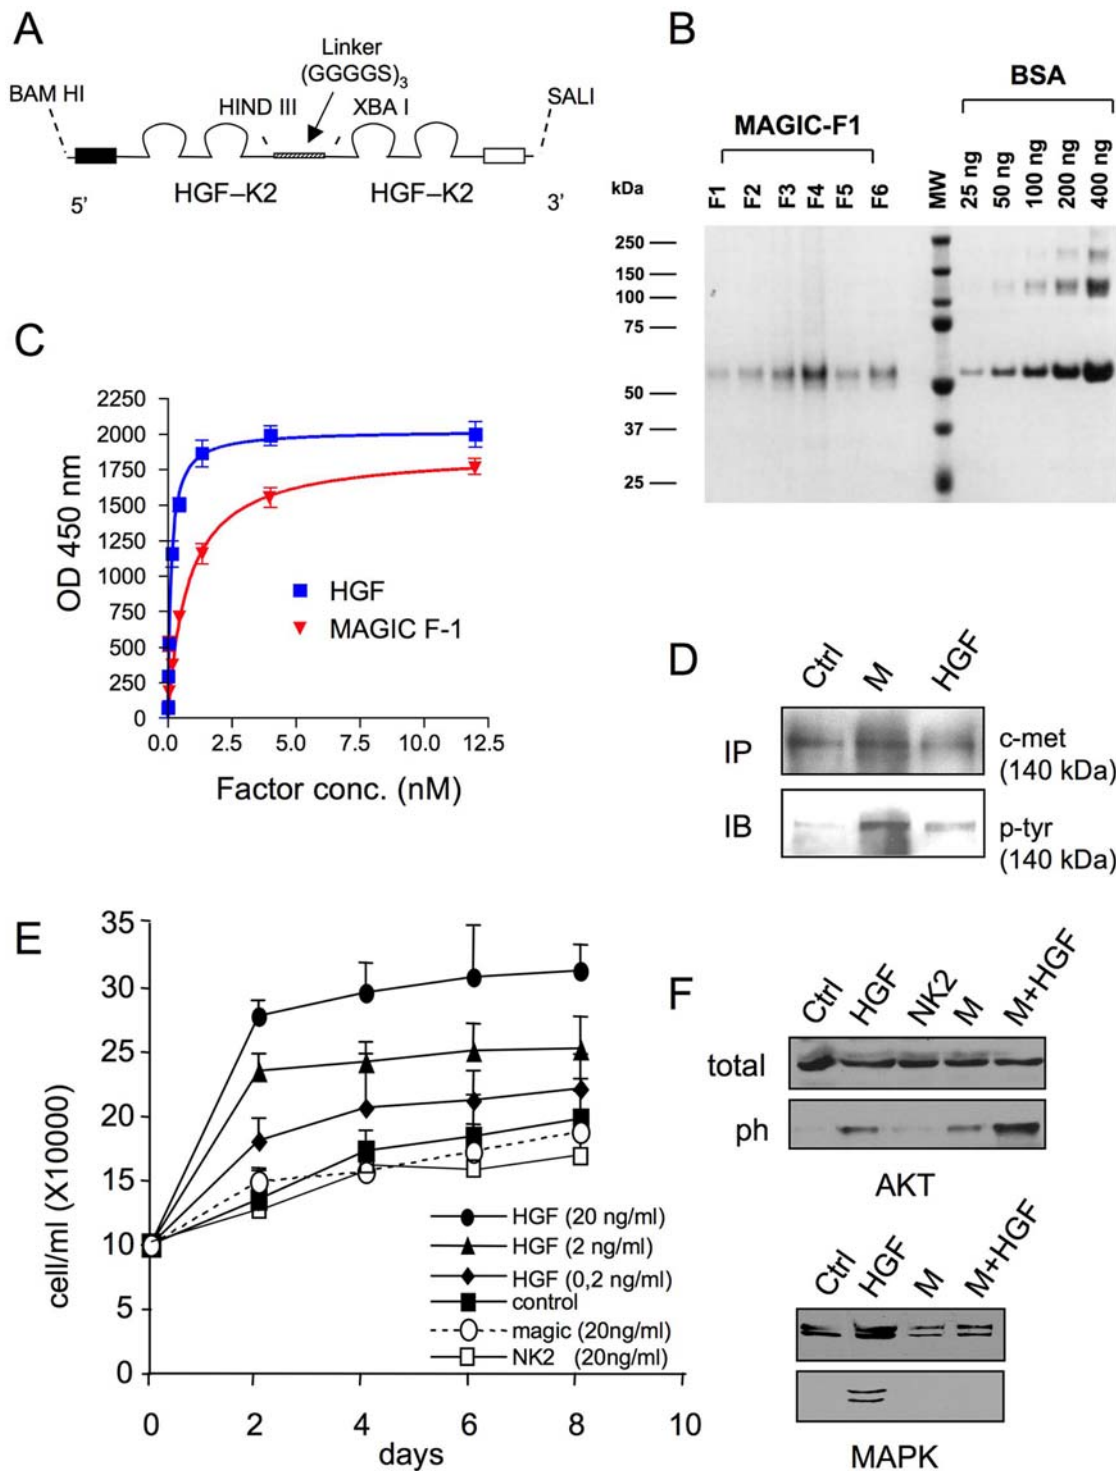 A
Linker
(GGGGS)3
BAM HI
HIND III
XBA I
SALI
HGF–K2
HGF–K2
5’
3’
B
MAGIC-F1
BSA
kDa
F1
F2
F3
F4
F5
F6
MW
25 ng
50 ng
100 ng
200 ng
400 ng
250
150
100
75
50
37
25
C
OD 450 nm
2250
2000
1750
1500
1250
1000
750
500
250
0
0.0
2.5
5.0
7.5
10.0
12.5
HGF
MAGIC F-1
Factor conc. (nM)
D
Ctrl
M
HGF
IP
c-met
(140 kDa)
IB
p-tyr
(140 kDa)
E
cell/ml (X10000)
35
30
25
20
15
10
5
0
0
2
4
6
8
10
days
HGF (20 ng/ml)
HGF (2 ng/ml)
HGF (0,2 ng/ml)
control
magic (20ng/ml)
NK2 (20ng/ml)
F
Ctrl
HGF
NK2
M
M+HGF
total
ph
AKT
Ctrl
HGF
M
M+HGF
MAPK